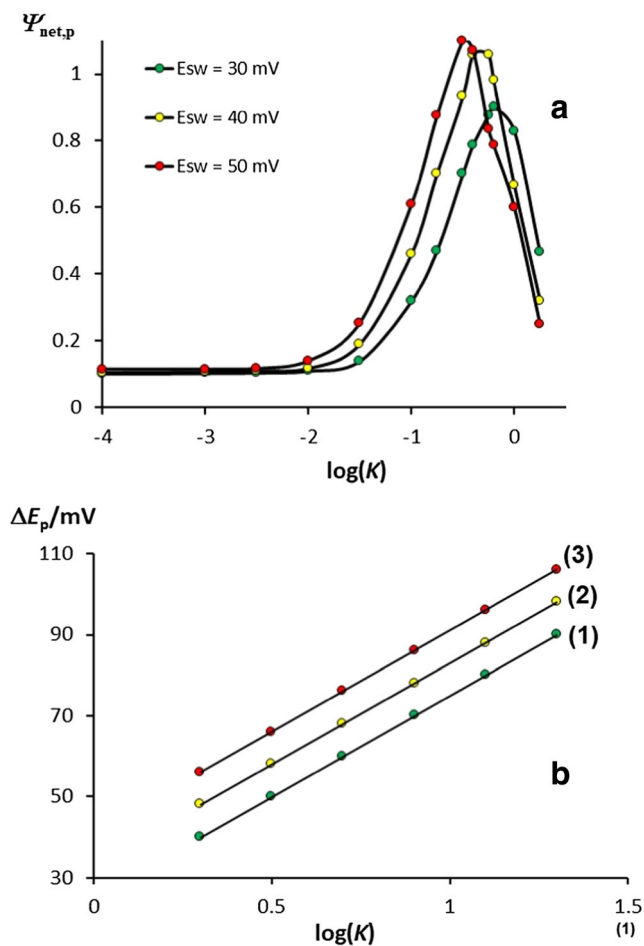 Ψnet,p
1
0.8
0.6
0.4
0.2
0
Esw = 30 mV
Esw = 40 mV
Esw = 50 mV
a
-4 -3 -2 -1 0
log(K)
ΔEp/mV
110
90
70
50
30
(3)
(2)
(1)
b
0 0.5 1 1.5
log(K)
(1)